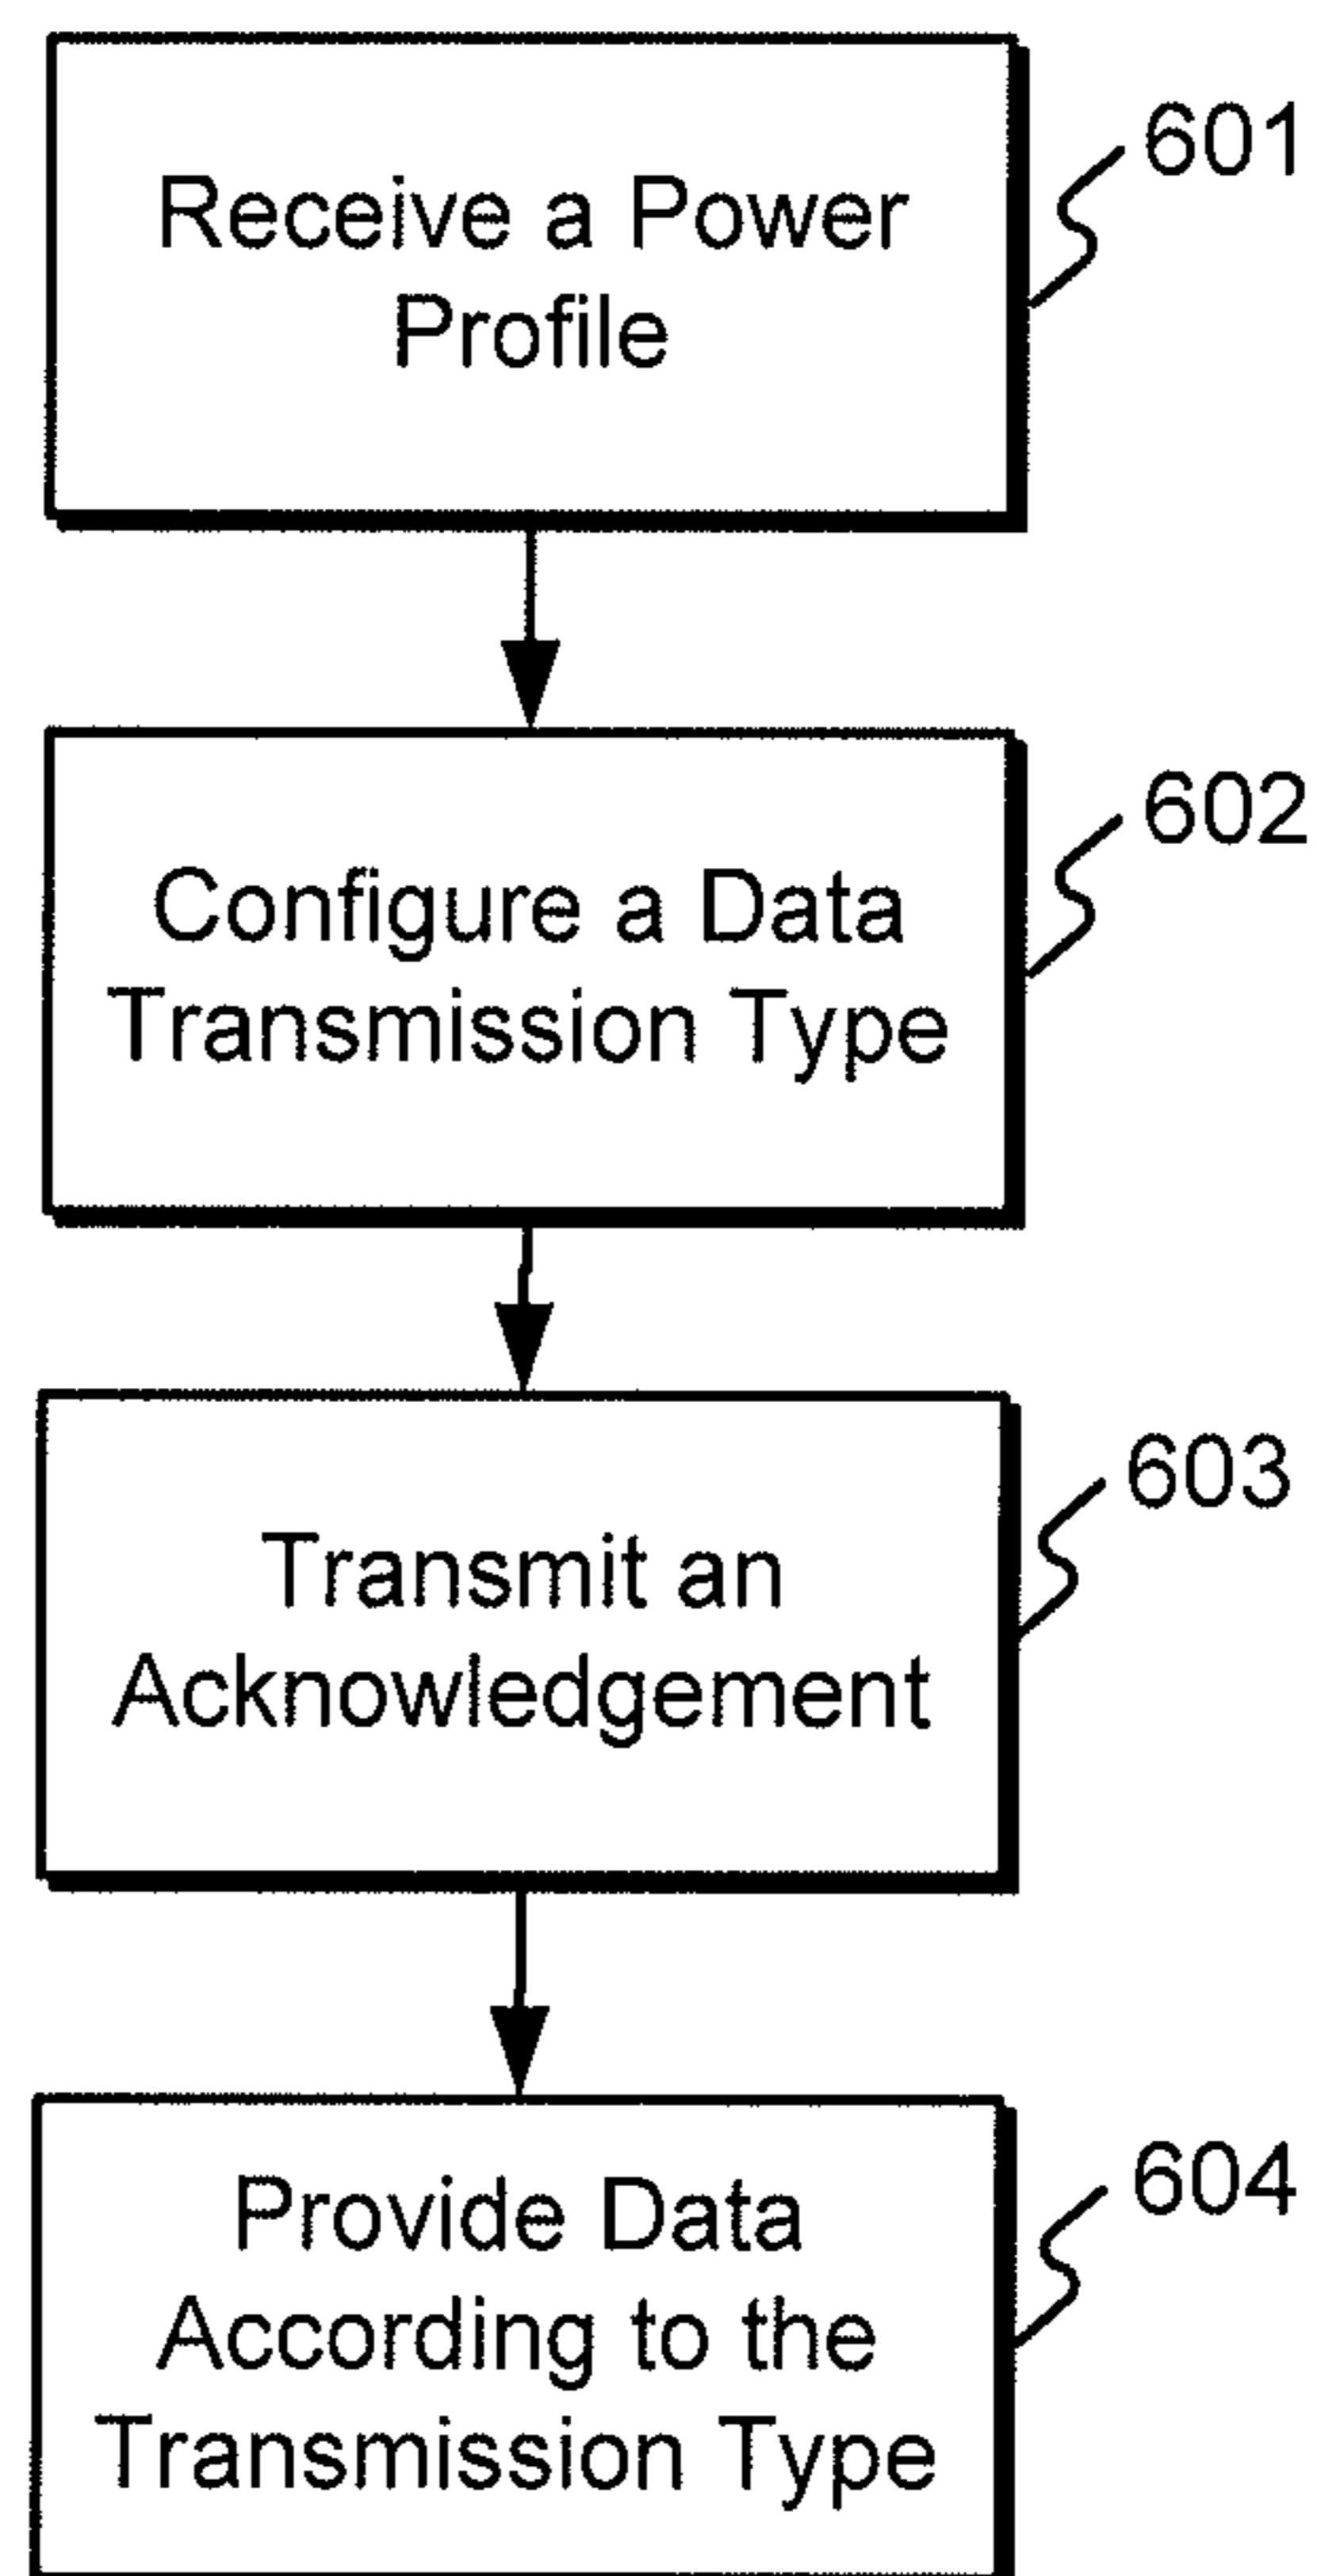 Receive a Power
Profile
601
Configure a Data
Transmission Type
602
Transmit an
Acknowledgement
603
Provide Data
According to the
Transmission Type
604